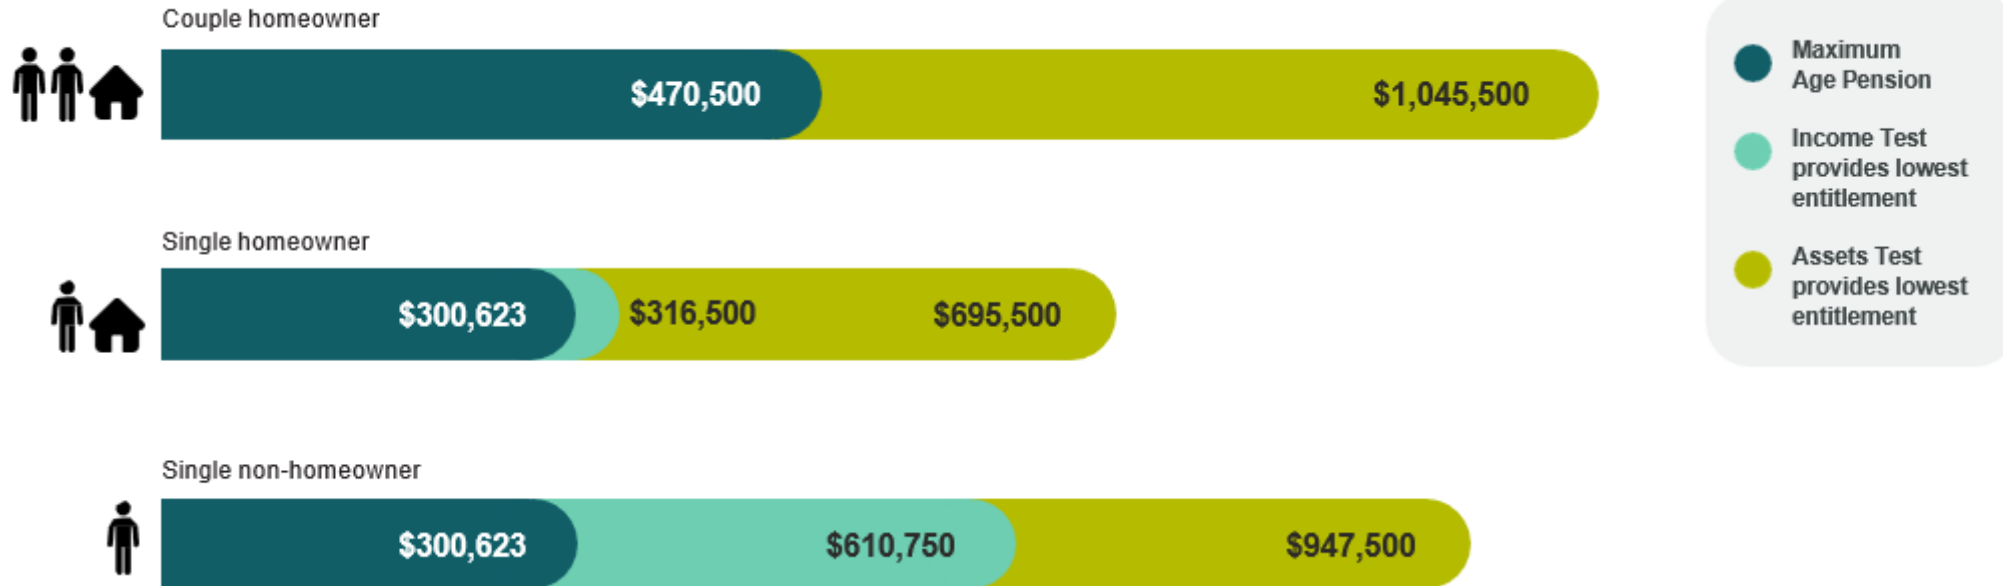 Couple homeowner
$470,500
$1,045,500
Single homeowner
$300,623
$316,500
$695,500
Single non-homeowner
$300,623
$610,750
$947,500
Maximum
Age Pension
Income Test
provides lowest
entitlement
Assets Test
provides lowest
entitlement